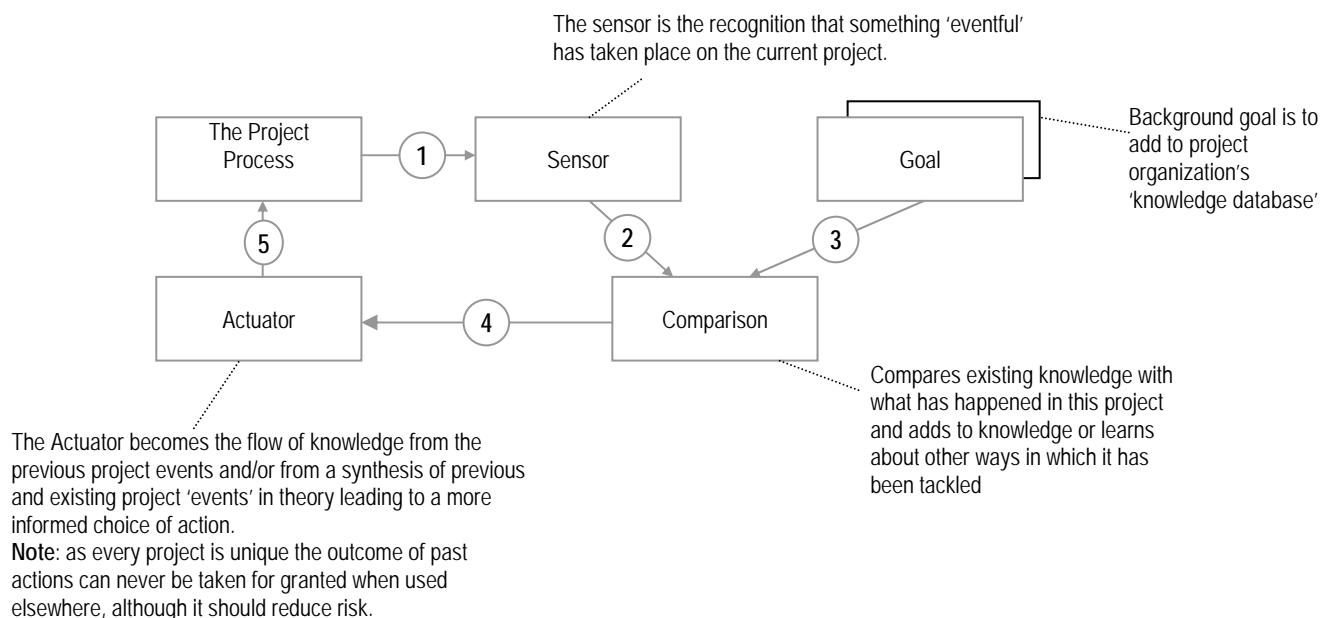 The sensor is the recognition that something ‘eventful’
has taken place on the current project.
The Project
Process
1
Sensor
Goal
Background goal is to
add to project
organization’s
‘knowledge database’
5
2
3
Actuator
4
Comparison
Compares existing knowledge with
what has happened in this project
and adds to knowledge or learns
about other ways in which it has
been tackled
The Actuator becomes the flow of knowledge from the
previous project events and/or from a synthesis of previous
and existing project ‘events’ in theory leading to a more
informed choice of action.
Note: as every project is unique the outcome of past
actions can never be taken for granted when used
elsewhere, although it should reduce risk.